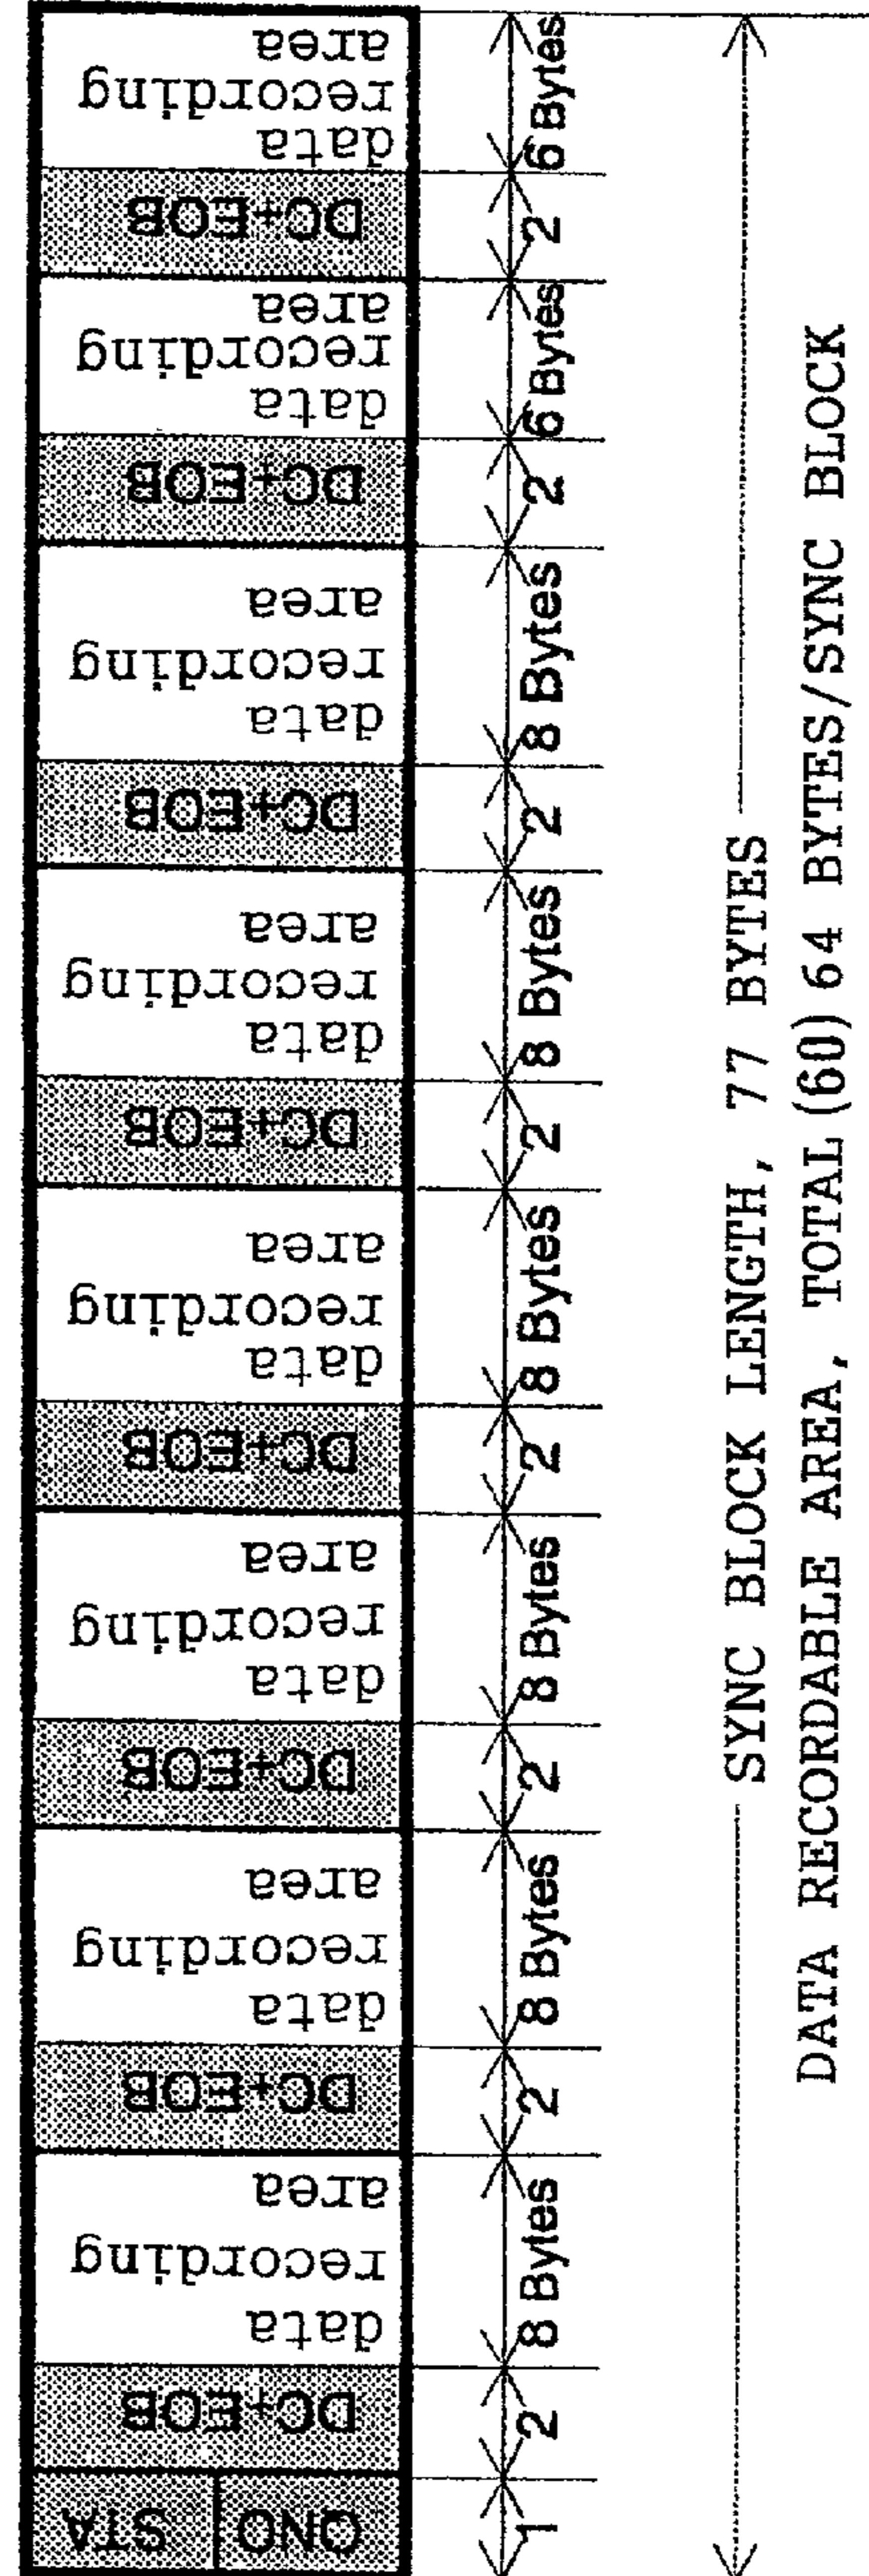 STA
QNO
DC+EOB
data
recording
area
DC+EOB
data
recording
area
DC+EOB
data
recording
area
DC+EOB
data
recording
area
DC+EOB
data
recording
area
DC+EOB
data
recording
area
DC+EOB
data
recording
area
DC+EOB
data
recording
area
1 2 8 Bytes 2 8 Bytes 2 8 Bytes 2 8 Bytes 2 8 Bytes 2 8 Bytes 2 6 Bytes 2 6 Bytes
SYNC BLOCK LENGTH, 77 BYTES
DATA RECORDABLE AREA, TOTAL (60) 64 BYTES/SYNC BLOCK